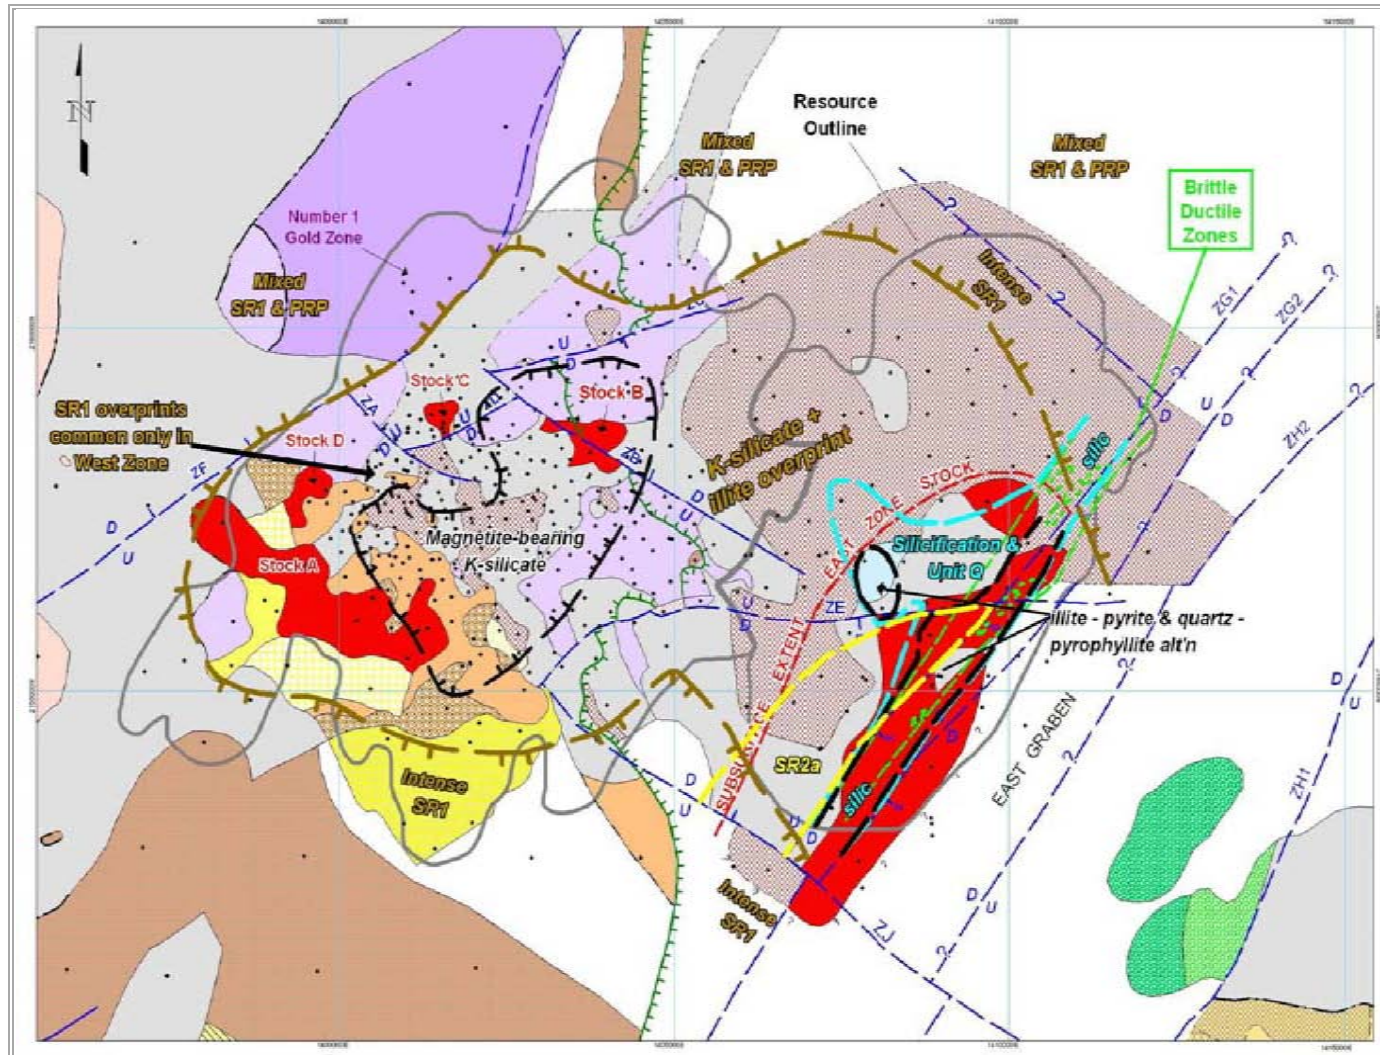 N
Resource
Outline
Mixed
SR1 & PRP
Mixed
SR1 & PRP
Brittle
Ductile
Zones
Number 1
Gold Zone
Mixed
SR1 & PRP
Intense
SR1
ZG1
ZG2
ZH2
U
D
U
D
Stock C
Stock B
SR1 overprints
common only in
West Zone
ZA
Stock D
ZF
D
U
D
U
ZB
K-silicate +
illite overprint
silic
Magnetite-bearing
K-silicate
SUBSURFACE EXTENT EAST ZONE STOCK
Silicification &
Unit Q
Stock A
ZE
illite - pyrite & quartz -
pyrophyllite alt'n
EAST GRABEN
D
U
SR2a
silic
Intense
SR1
D
U
U
D
ZH1
Intense
SR1
D
U
ZJ